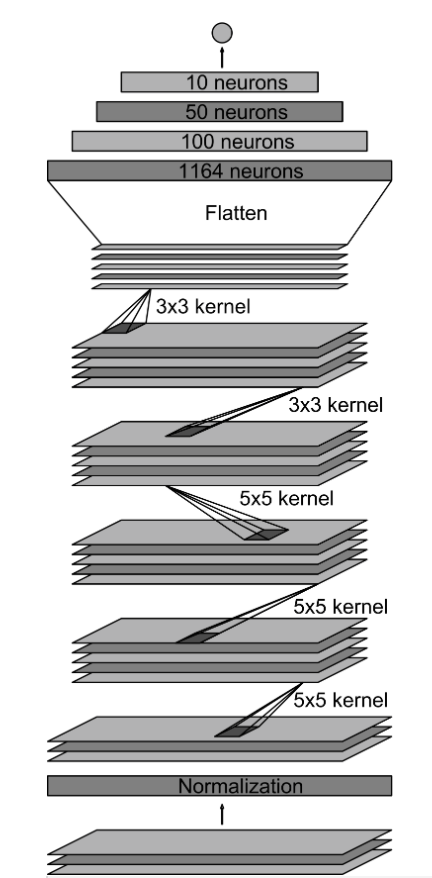 10 neurons
50 neurons
100 neurons
1164 neurons
Flatten
3x3 kernel
3x3 kernel
5x5 kernel
5x5 kernel
5x5 kernel
Normalization